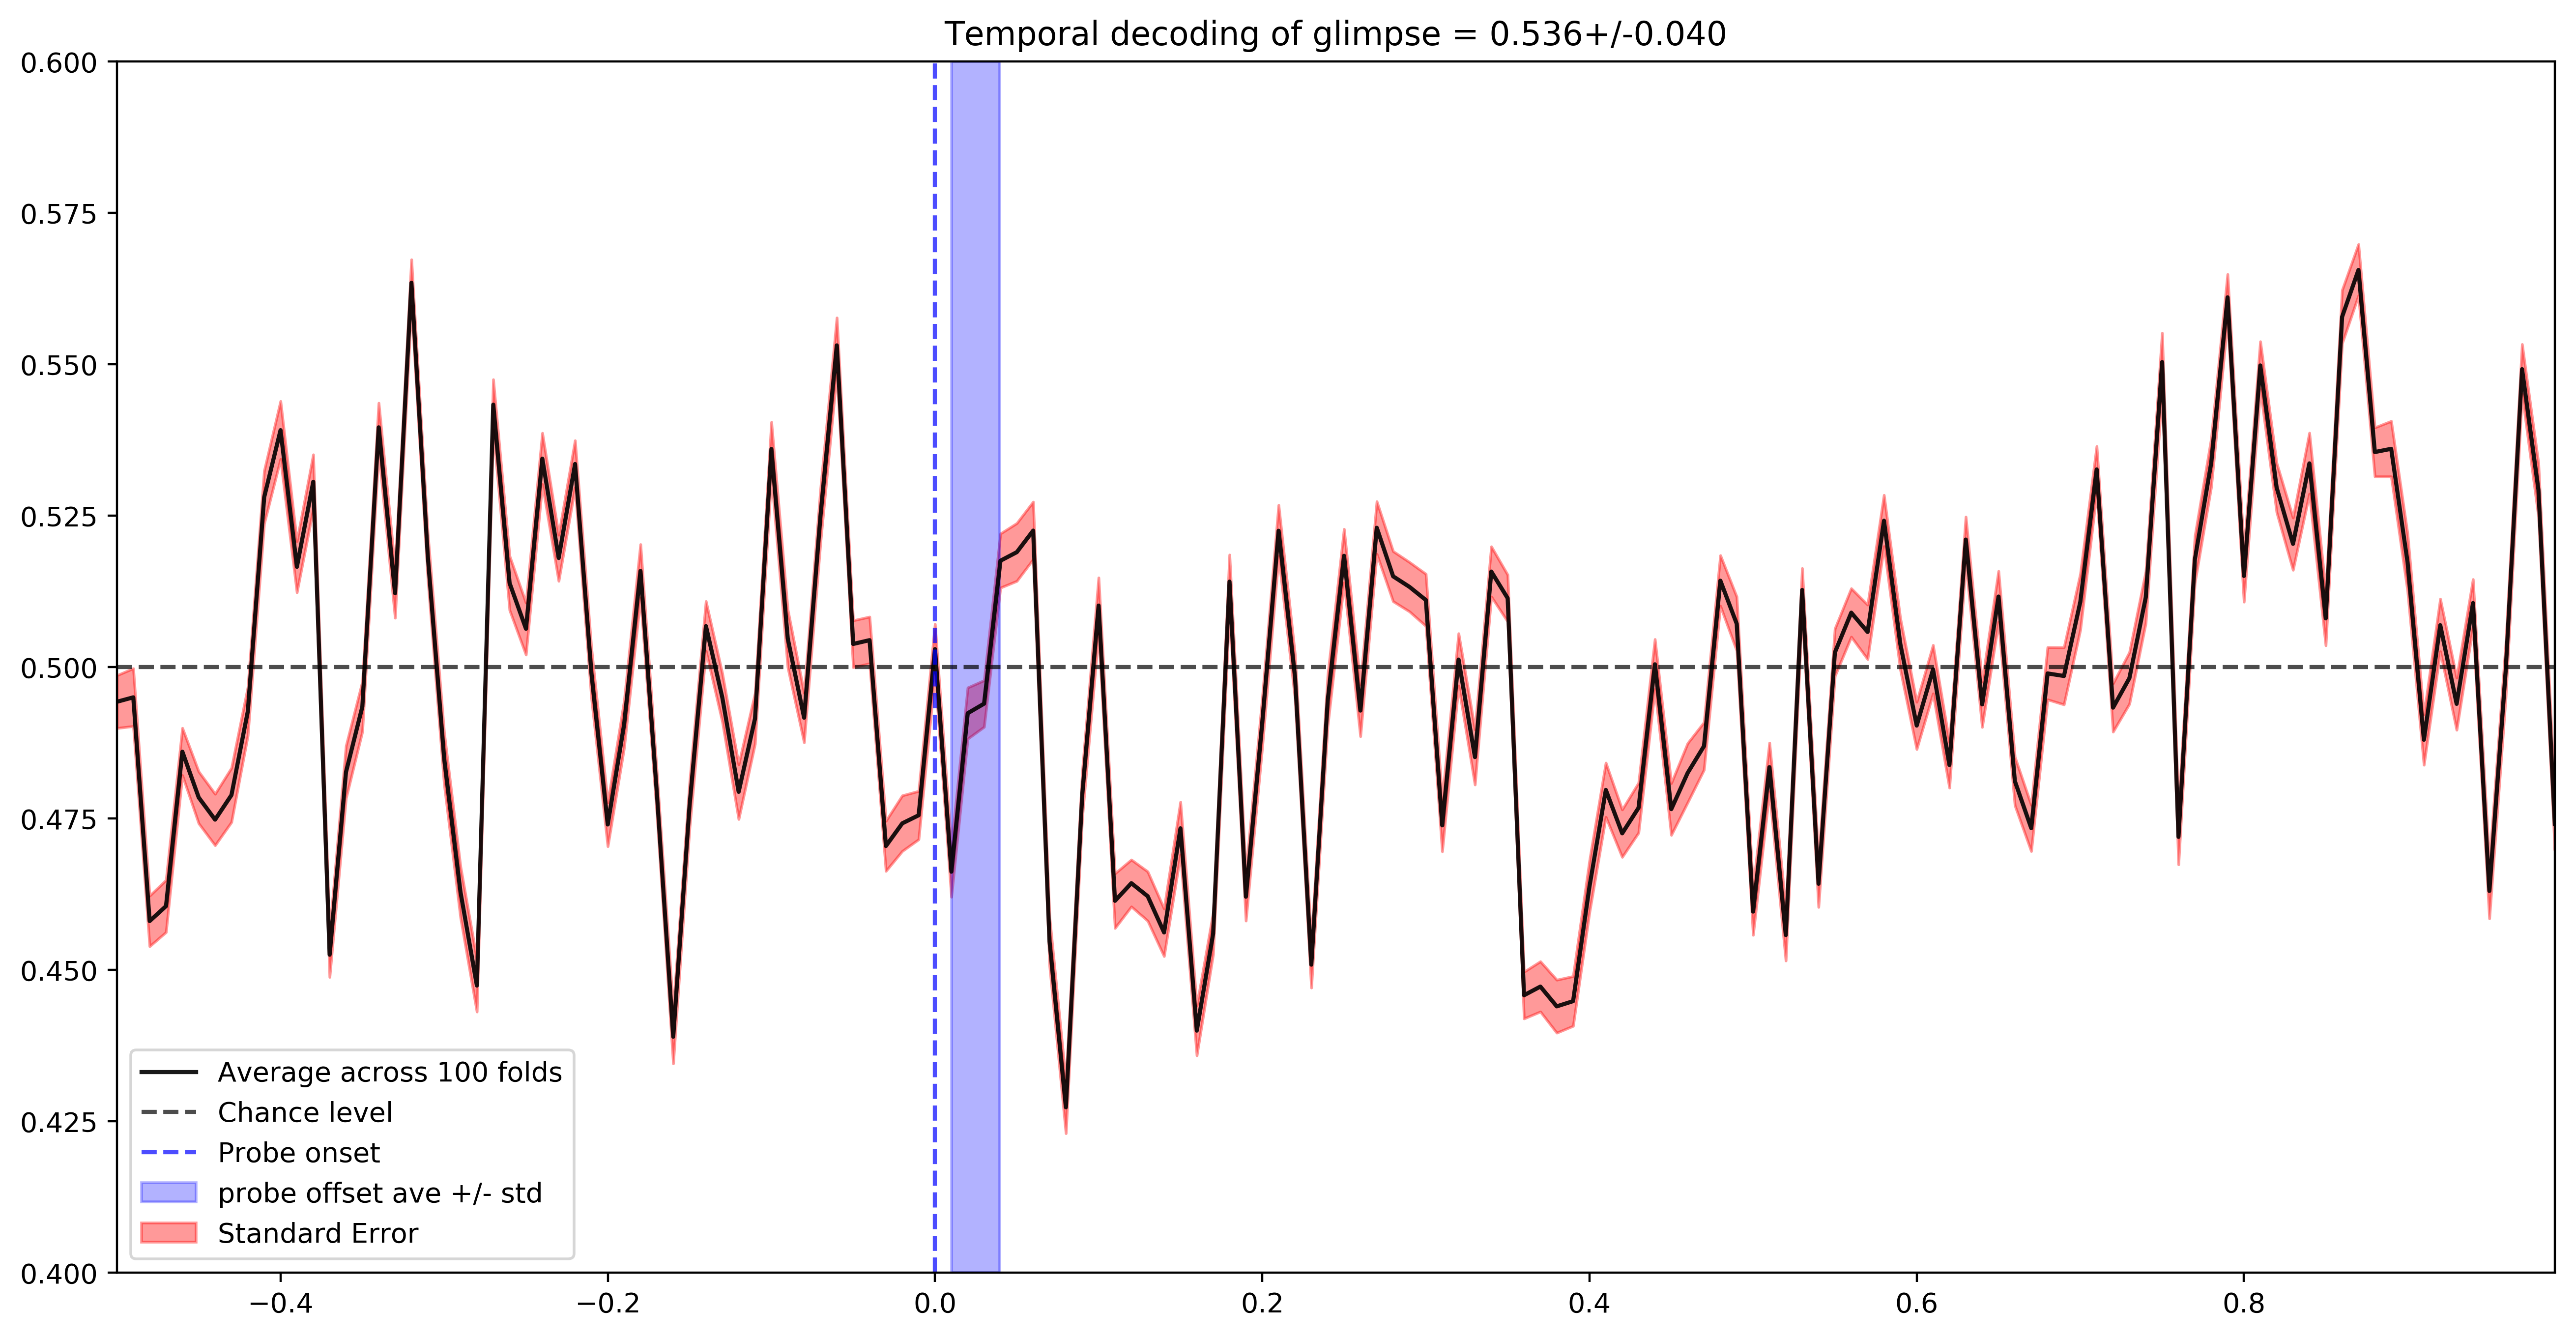 Temporal decoding of glimpse = 0.536+/-0.040
0.600
0.575
0.550
0.525
0.500
0.475
0.450
0.425
0.400
Average across 100 folds
Chance level
Probe onset
probe offset ave +/- std
Standard Error
−0.4
−0.2
0.0
0.2
0.4
0.6
0.8